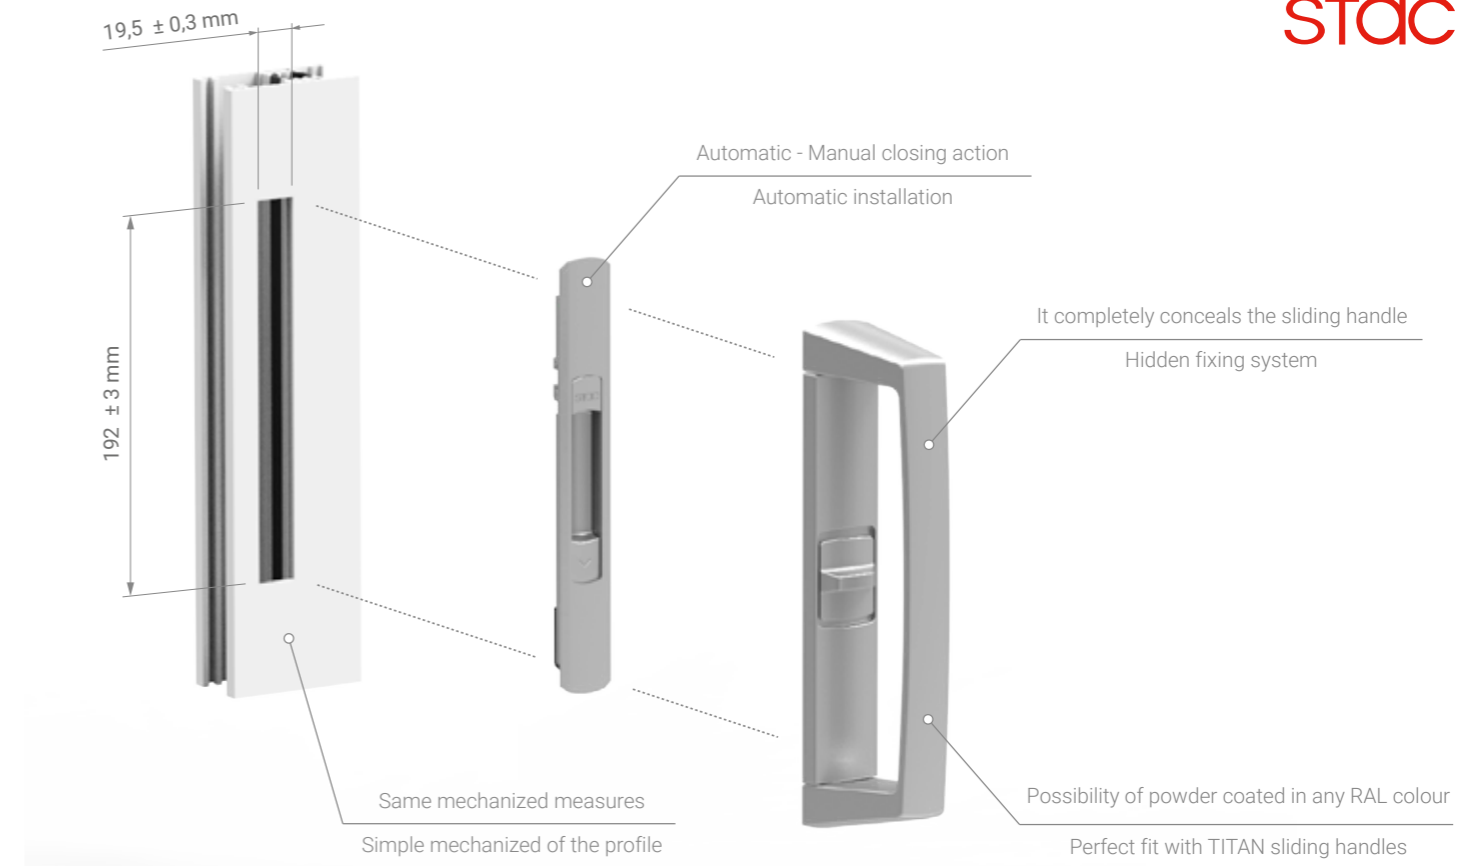 19,5 ± 0,3 mm
stac
Automatic - Manual closing action
Automatic installation
It completely conceals the sliding handle
Hidden fixing system
192 ± 3 mm
Same mechanized measures
Simple mechanized of the profile
Possibility of powder coated in any RAL colour
Perfect fit with TITAN sliding handles